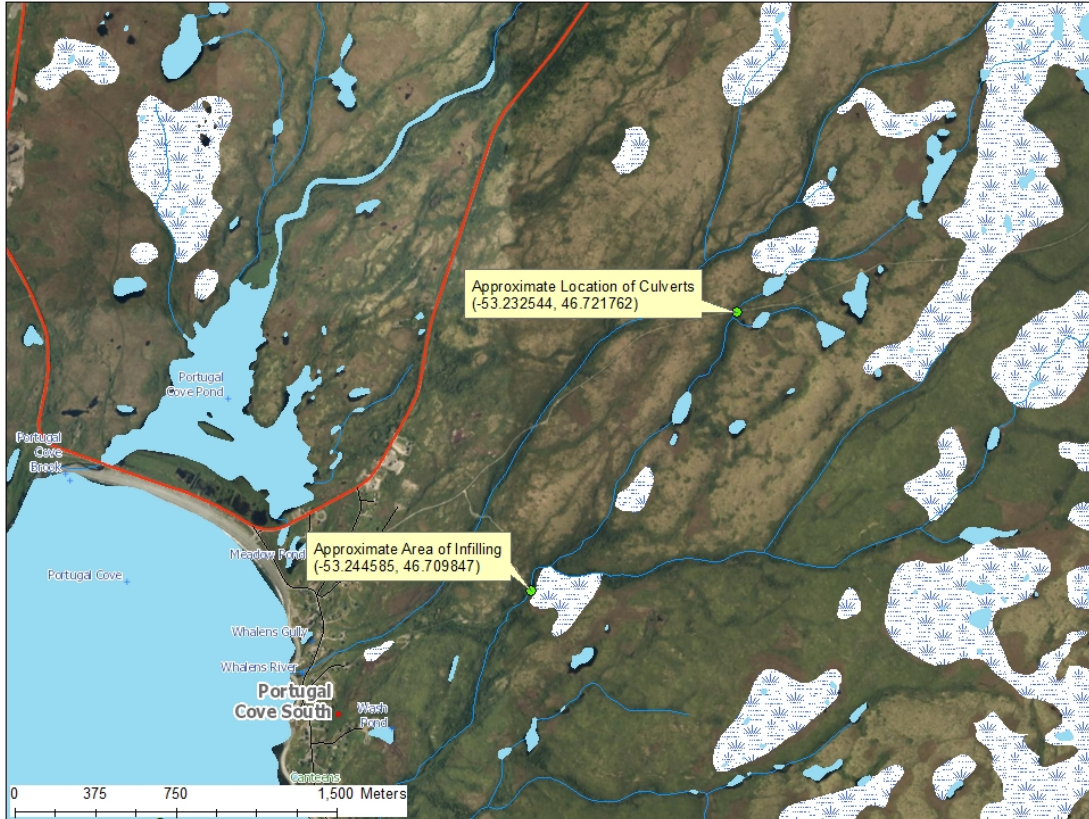 Approximate Location of Culverts
(-53.232544, 46.721762)
Portugal
Cove Pond
Portugal
Cove
Brook
Approximate Area of Infilling
(-53.244585, 46.709847)
Meadow Pond
Portugal Cove
Whalens Gully
Whalens River
Portugal
Cove South
Wash
Pond
Canteens
0 375 750 1,500 Meters